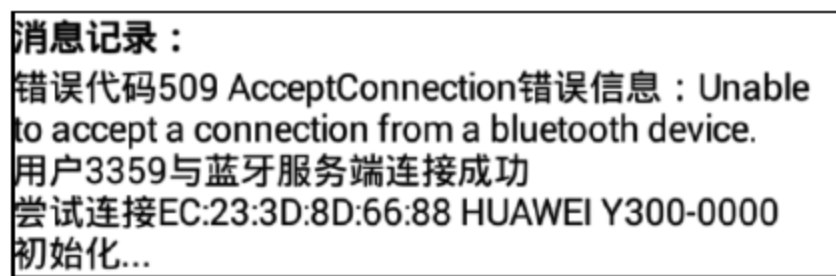 消息记录：
错误代码509 AcceptConnection错误信息：Unable
to accept a connection from a bluetooth device.
用户3359与蓝牙服务端连接成功
尝试连接EC:23:3D:8D:66:88 HUAWEI Y300-0000
初始化...